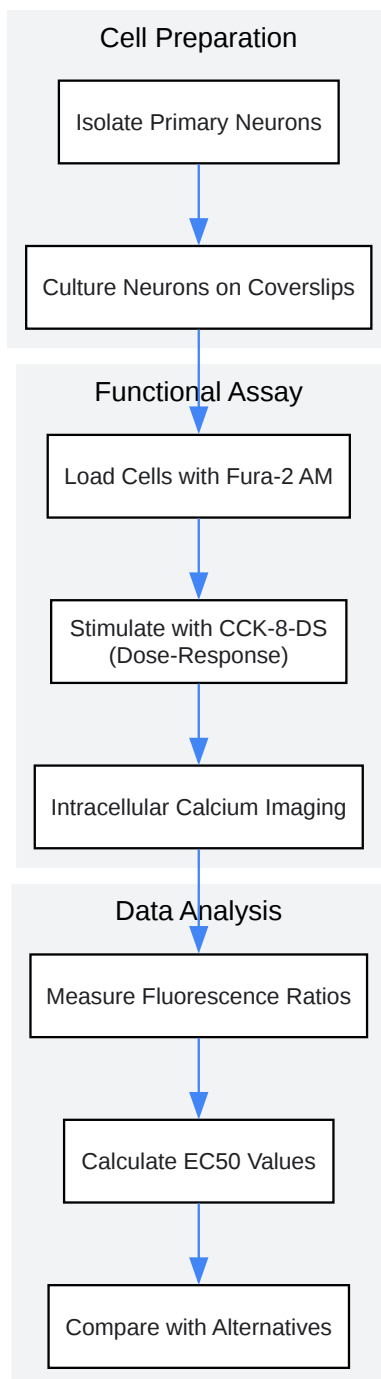 Cell Preparation
Isolate Primary Neurons
Culture Neurons on Coverslips
Functional Assay
Load Cells with Fura-2 AM
Stimulate with CCK-8-DS
(Dose-Response)
Intracellular Calcium Imaging
Data Analysis
Measure Fluorescence Ratios
Calculate EC50 Values
Compare with Alternatives